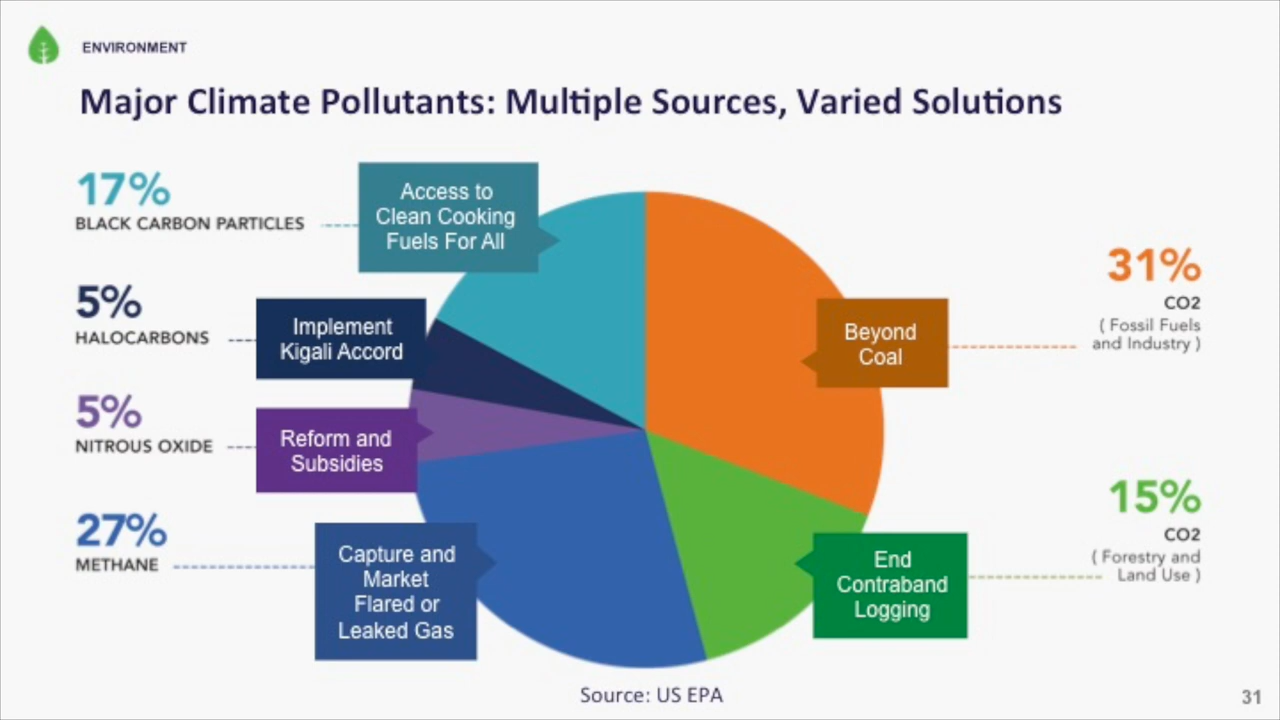 ENVIRONMENT
Major Climate Pollutants: Multiple Sources, Varied Solutions
17%
BLACK CARBON PARTICLES
Access to
Clean Cooking
Fuels For All
5%
HALOCARBONS
Implement
Kigali Accord
5%
NITROUS OXIDE
Reform and
Subsidies
27%
METHANE
Capture and
Market
Flared or
Leaked Gas
Beyond
Coal
31%
CO2
( Fossil Fuels
and Industry )
End
Contraband
Logging
15%
CO2
( Forestry and
Land Use )
Source: US EPA
31